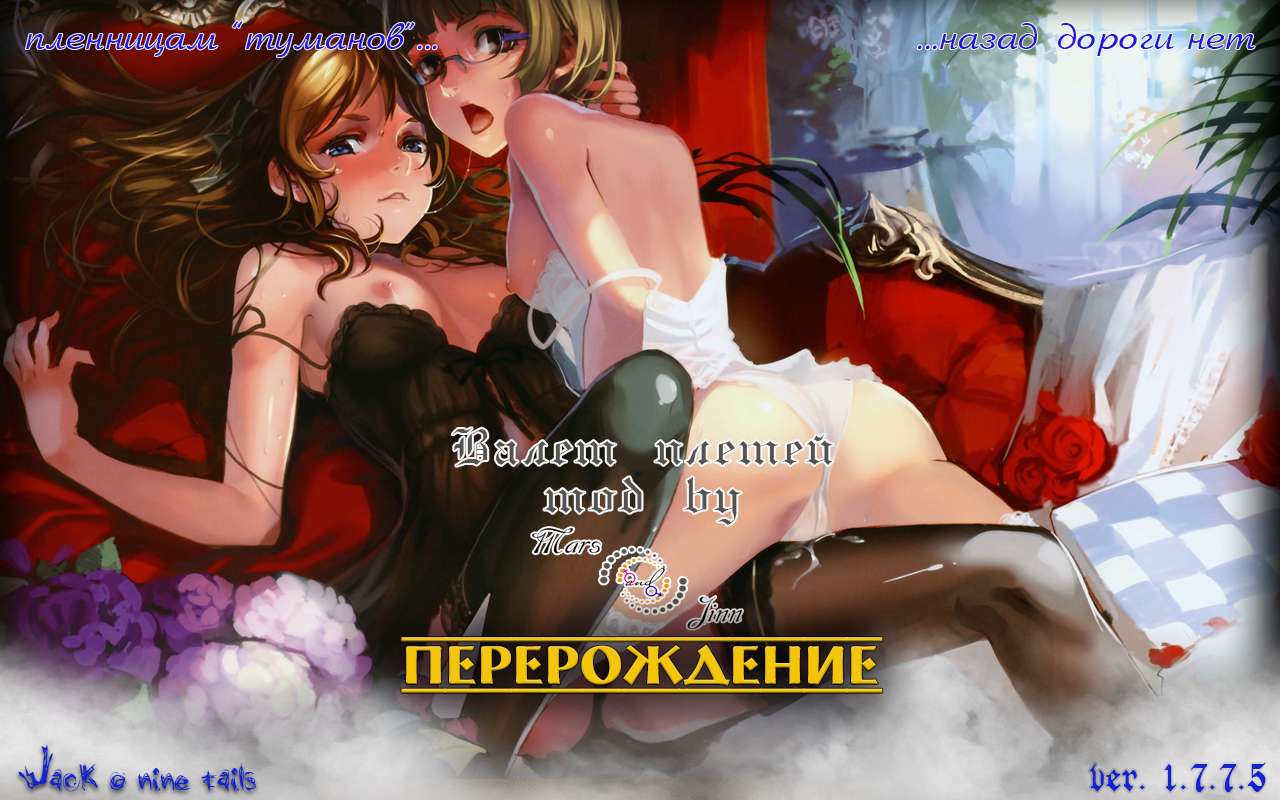 пленницам "туманов"...
...назад дороги нет
Валет плетей
mod by
Mars
and
Jinn
ПЕРЕРОЖДЕНИЕ
Jack o nine tails
ver. 1.7.7.5